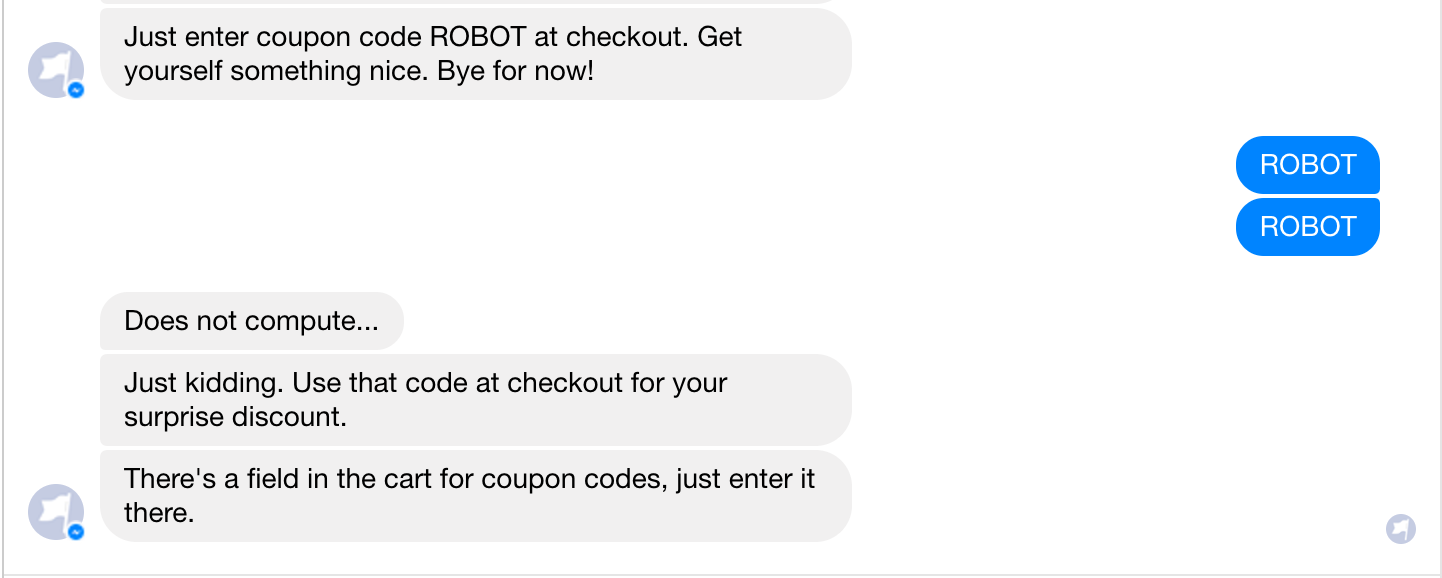 Just enter coupon code ROBOT at checkout. Get
yourself something nice. Bye for now!
ROBOT
ROBOT
Does not compute...
Just kidding. Use that code at checkout for your
surprise discount.
There's a field in the cart for coupon codes, just enter it
there.